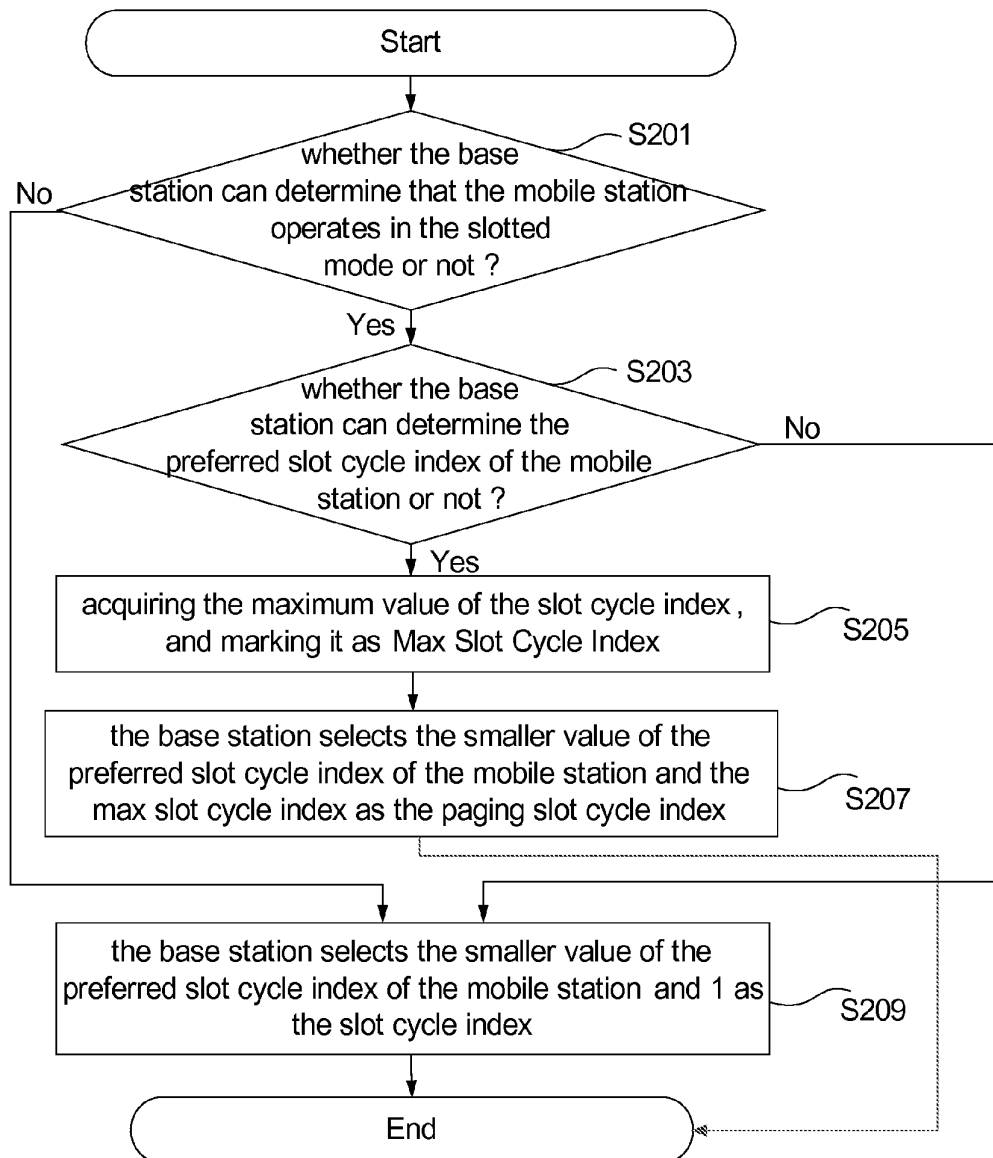 Start
S201
whether the base
station can determine that the mobile station
operates in the slotted
mode or not ?
No
Yes
S203
whether the base
station can determine the
preferred slot cycle index of the mobile
station or not ?
No
Yes
acquiring the maximum value of the slot cycle index ,
and marking it as Max Slot Cycle Index
S205
the base station selects the smaller value of the
preferred slot cycle index of the mobile station and the
max slot cycle index as the paging slot cycle index
S207
the base station selects the smaller value of the
preferred slot cycle index of the mobile station and 1 as
the slot cycle index
S209
End